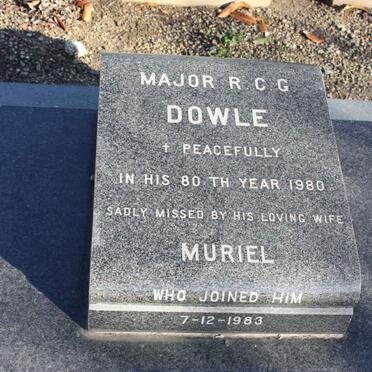 MAJOR R. C. G
DOWLE
† PEACEFULLY
IN HIS 80 TH YEAR 1980
SADLY MISSED BY HIS LOVING WIFE
MURIEL
WHO JOINED HIM
7-12-1983